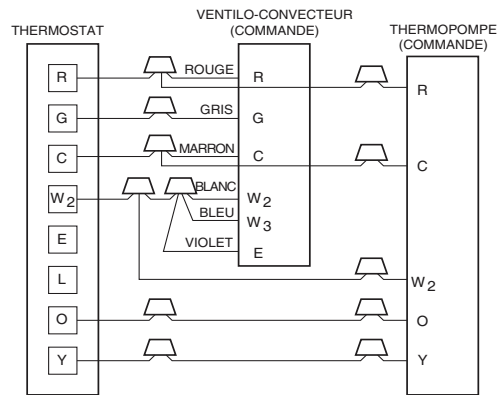 VENTILO-CONVECTEUR
(COMMANDE)
THERMOSTAT
THERMOPOMPE
(COMMANDE)
R ROUGE R R
G GRIS G
C MARRON C C
W2 BLANC W2
BLEU W3
E VIOLET E
L W2
O O
Y Y